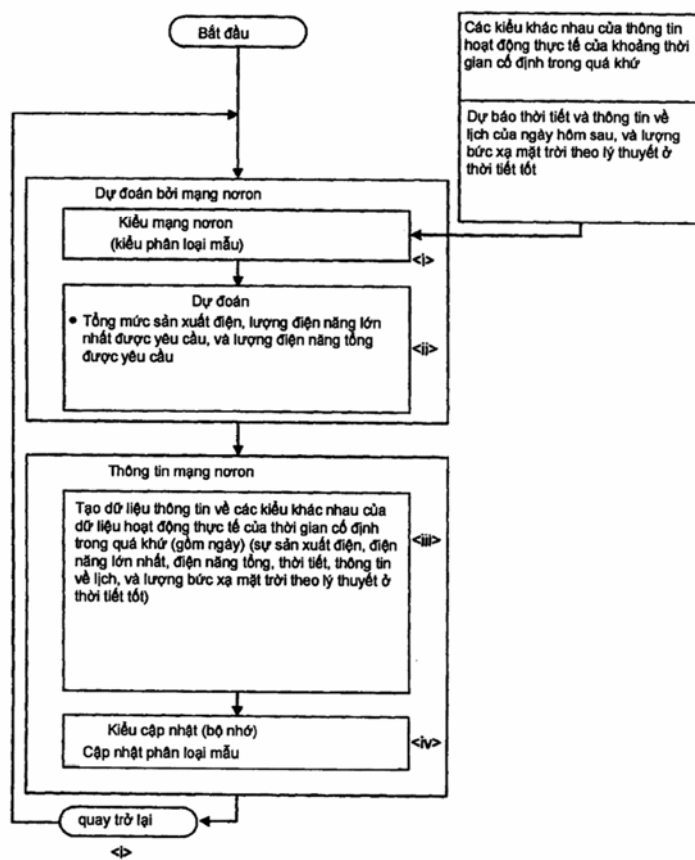 Bắt đầu
Các kiểu khác nhau của thông tin
hoạt động thực tế của khoảng thời
gian cố định trong quá khứ
Dự báo thời tiết và thông tin về
lịch của ngày hôm sau, và lượng
bức xạ mặt trời theo lý thuyết ở
thời tiết tốt
Dự đoán bởi mạng nơron
Kiểu mạng nơron
(kiểu phân loại mẫu)
<i>
Dự đoán
• Tổng mức sản xuất điện, lượng điện năng lớn
nhất được yêu cầu, và lượng điện năng tổng
được yêu cầu
<ii>
Thông tin mạng nơron
Tạo dữ liệu thông tin về các kiểu khác nhau của
dữ liệu hoạt động thực tế của thời gian cố định
trong quá khứ (gồm ngày) (sự sản xuất điện, điện
năng lớn nhất, điện năng tổng, thời tiết, thông tin
về lịch, và lượng bức xạ mặt trời theo lý thuyết ở
thời tiết tốt)
<iii>
Kiểu cập nhật (bộ nhớ)
Cập nhật phân loại mẫu
<iv>
quay trở lại
<i>